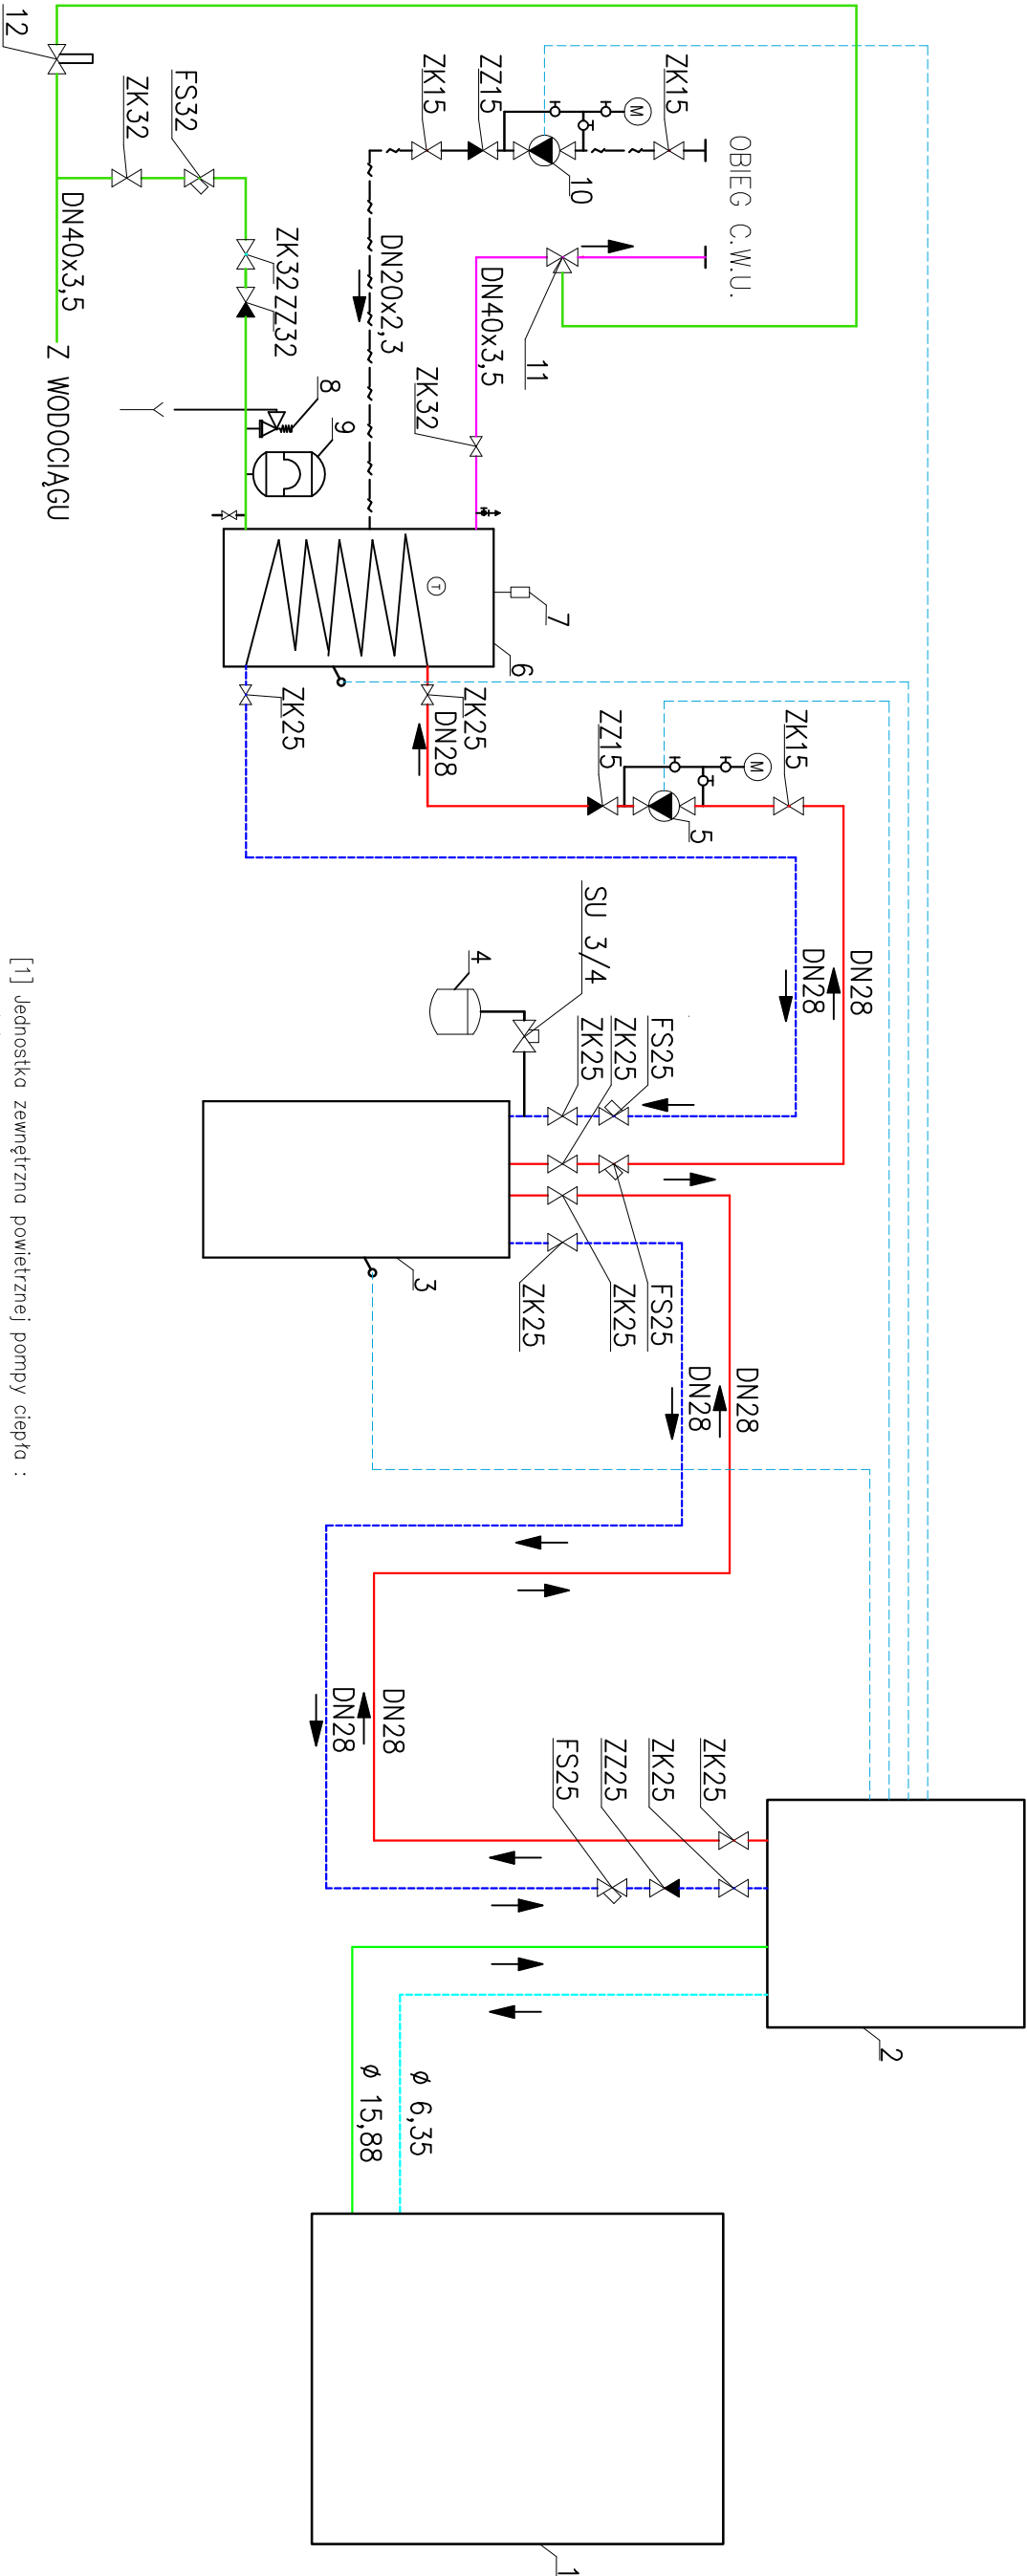 12
FS32
ZK32
DN40x3,5
Z WODOCIĄGU
ZK32
ZZ32
8
9
ZK15
ZZ15
M
ZK15
10
OBIEG C.W.U.
DN20x2,3
DN40x3,5
11
ZK32
T
7
6
ZK25
ZK25
DN28
ZZ15
ZK15
M
5
DN28
DN28
SU 3/4
4
ZK25
ZK25
FS25
3
ZK25
ZK25
FS25
DN28
DN28
DN28
DN28
FS25
ZZ25
ZK25
ZK25
2
ø 6,35
ø 15,88
1
[1] Jednostka zewnętrzna powietrznej pompy ciepła :